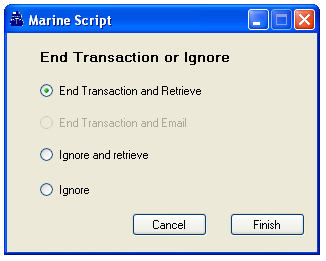 Marine Script
End Transaction or Ignore
End Transaction and Retrieve
End Transaction and Email
Ignore and retrieve
Ignore
Cancel Finish